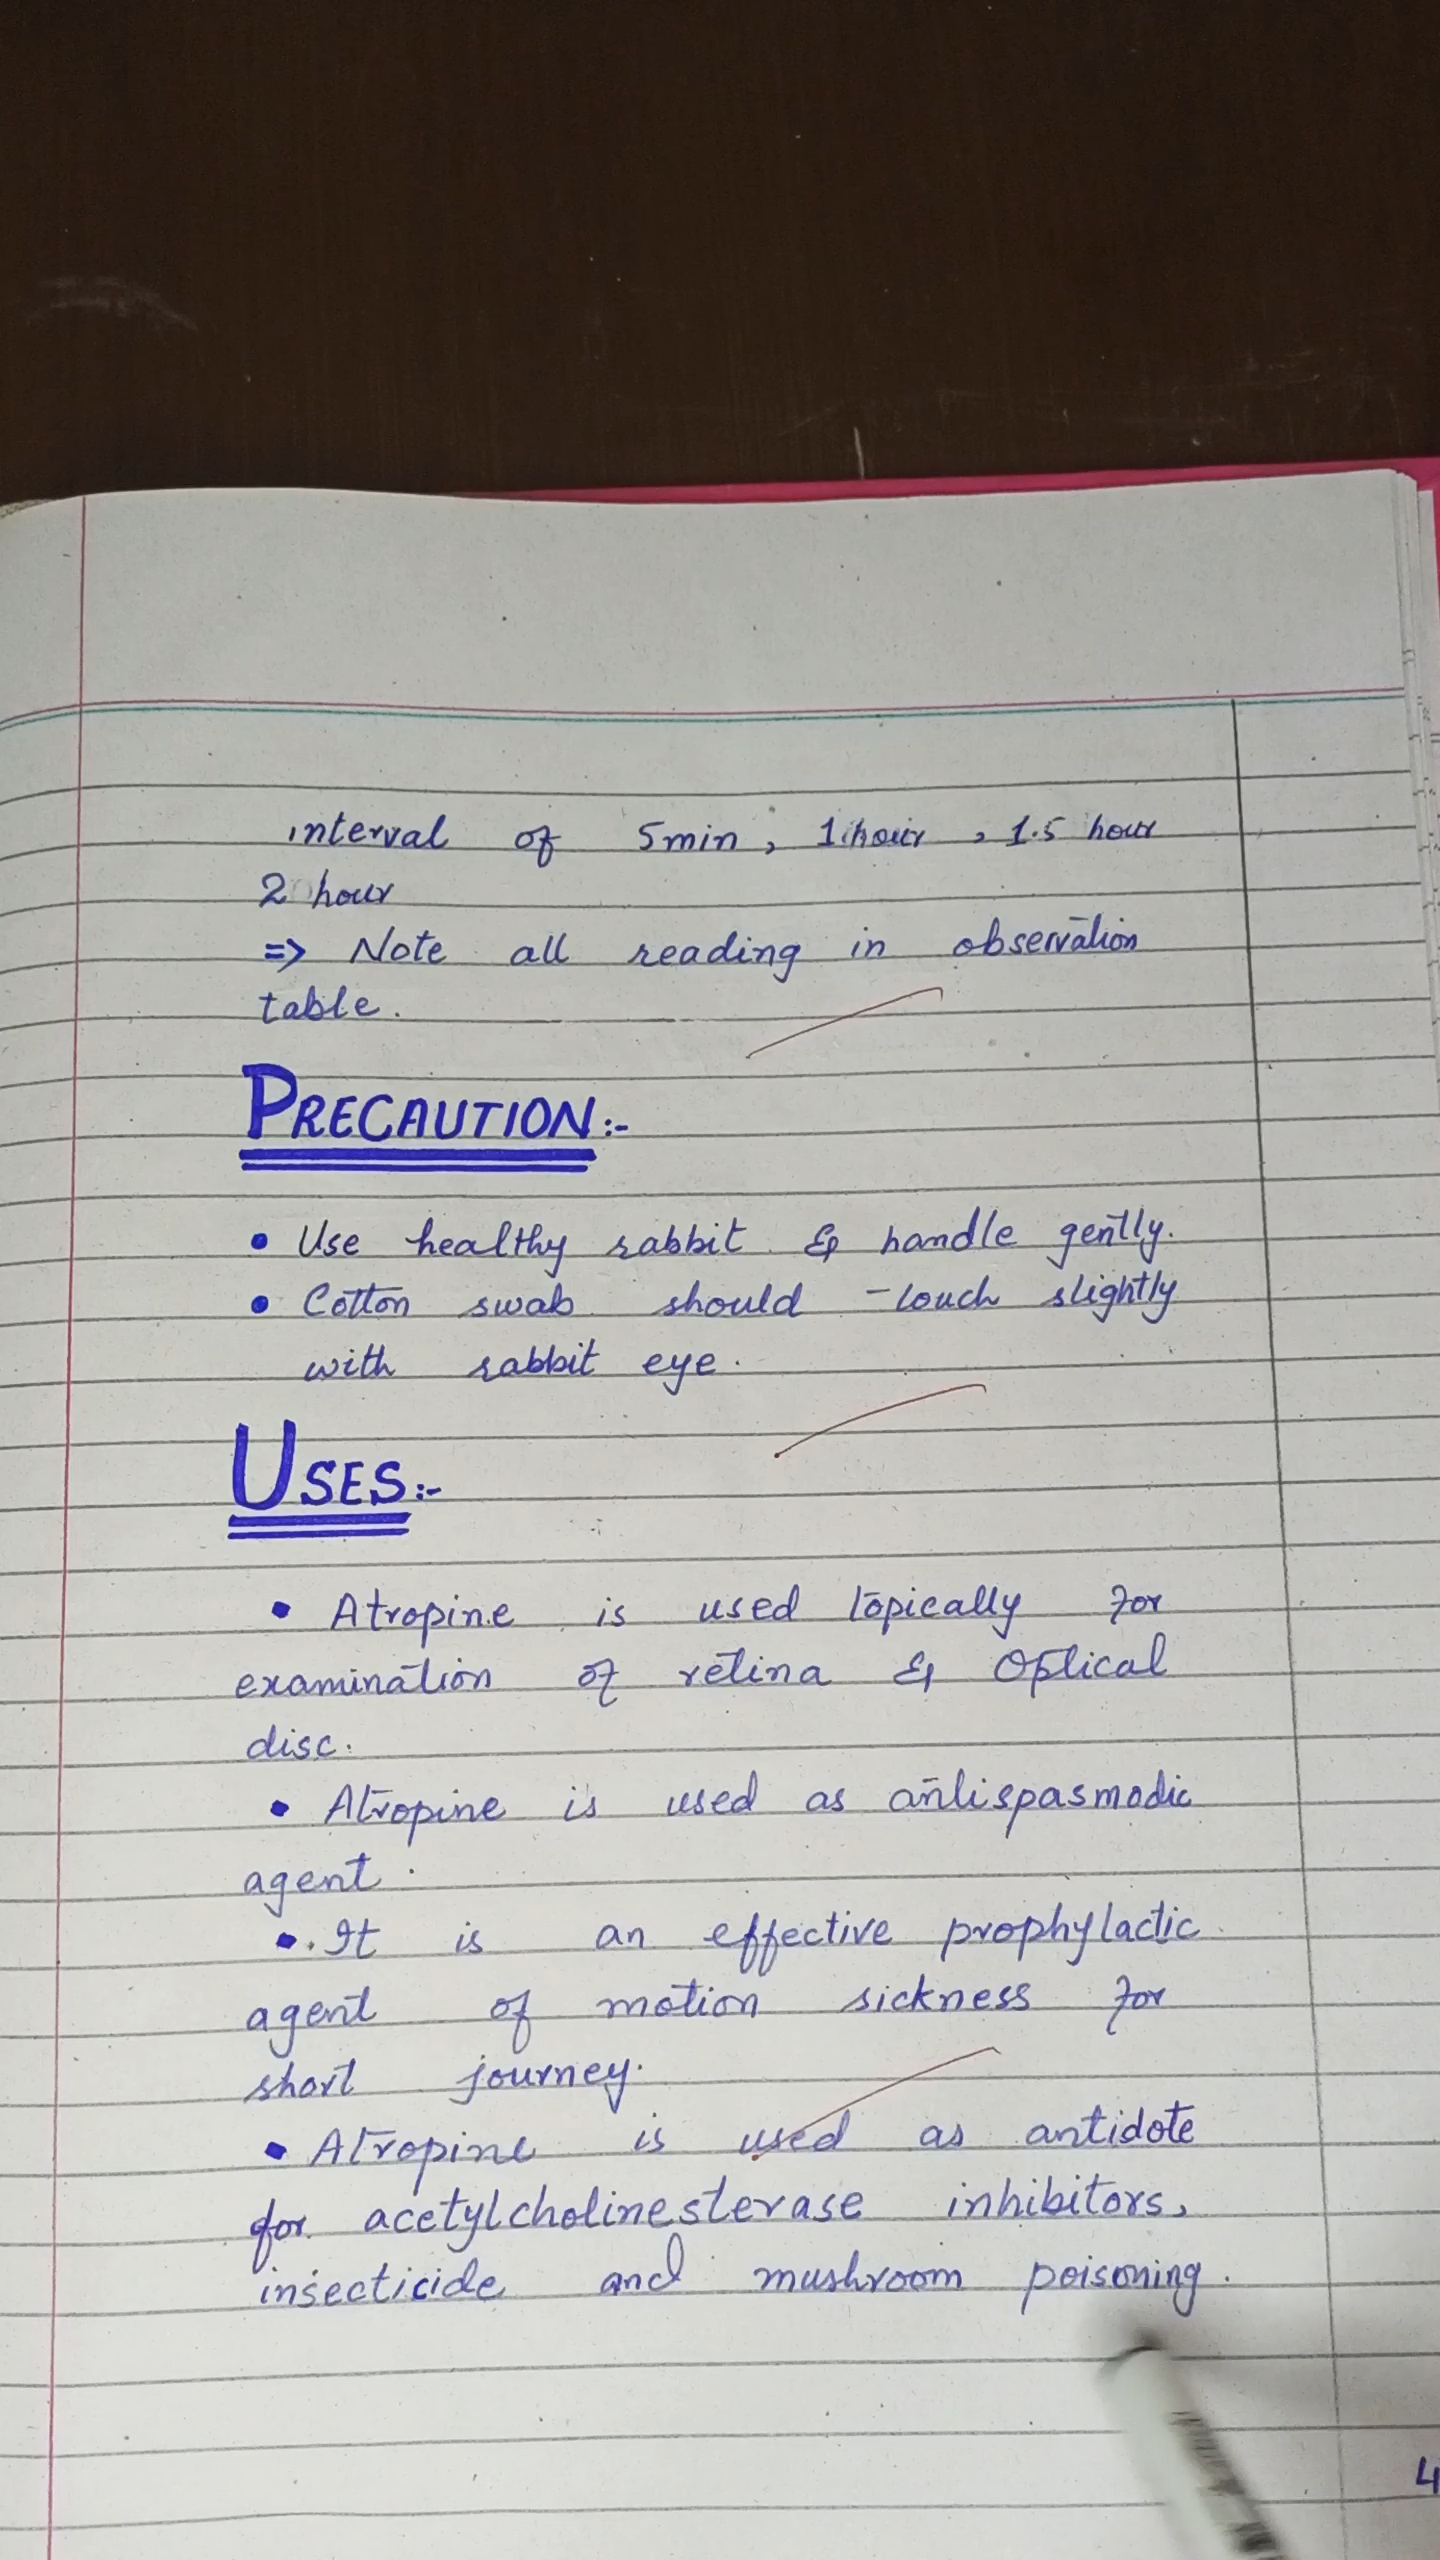 interval of 5min, 1 hour, 1.5 hour
2 hour
=> Note all reading in observation
table.
PRECAUTION:-
• Use healthy rabbit & handle gently.
• Cotton swab should touch slightly
with rabbit eye.
USES:-
• Atropine is used topically for
examination of retina & Optical
disc.
• Atropine is used as antispasmodic
agent.
• It is an effective prophylactic
agent of motion sickness for
short journey.
• Atropine is used as antidote
for acetylcholinesterase inhibitors,
insecticide and mushroom poisoning.
4